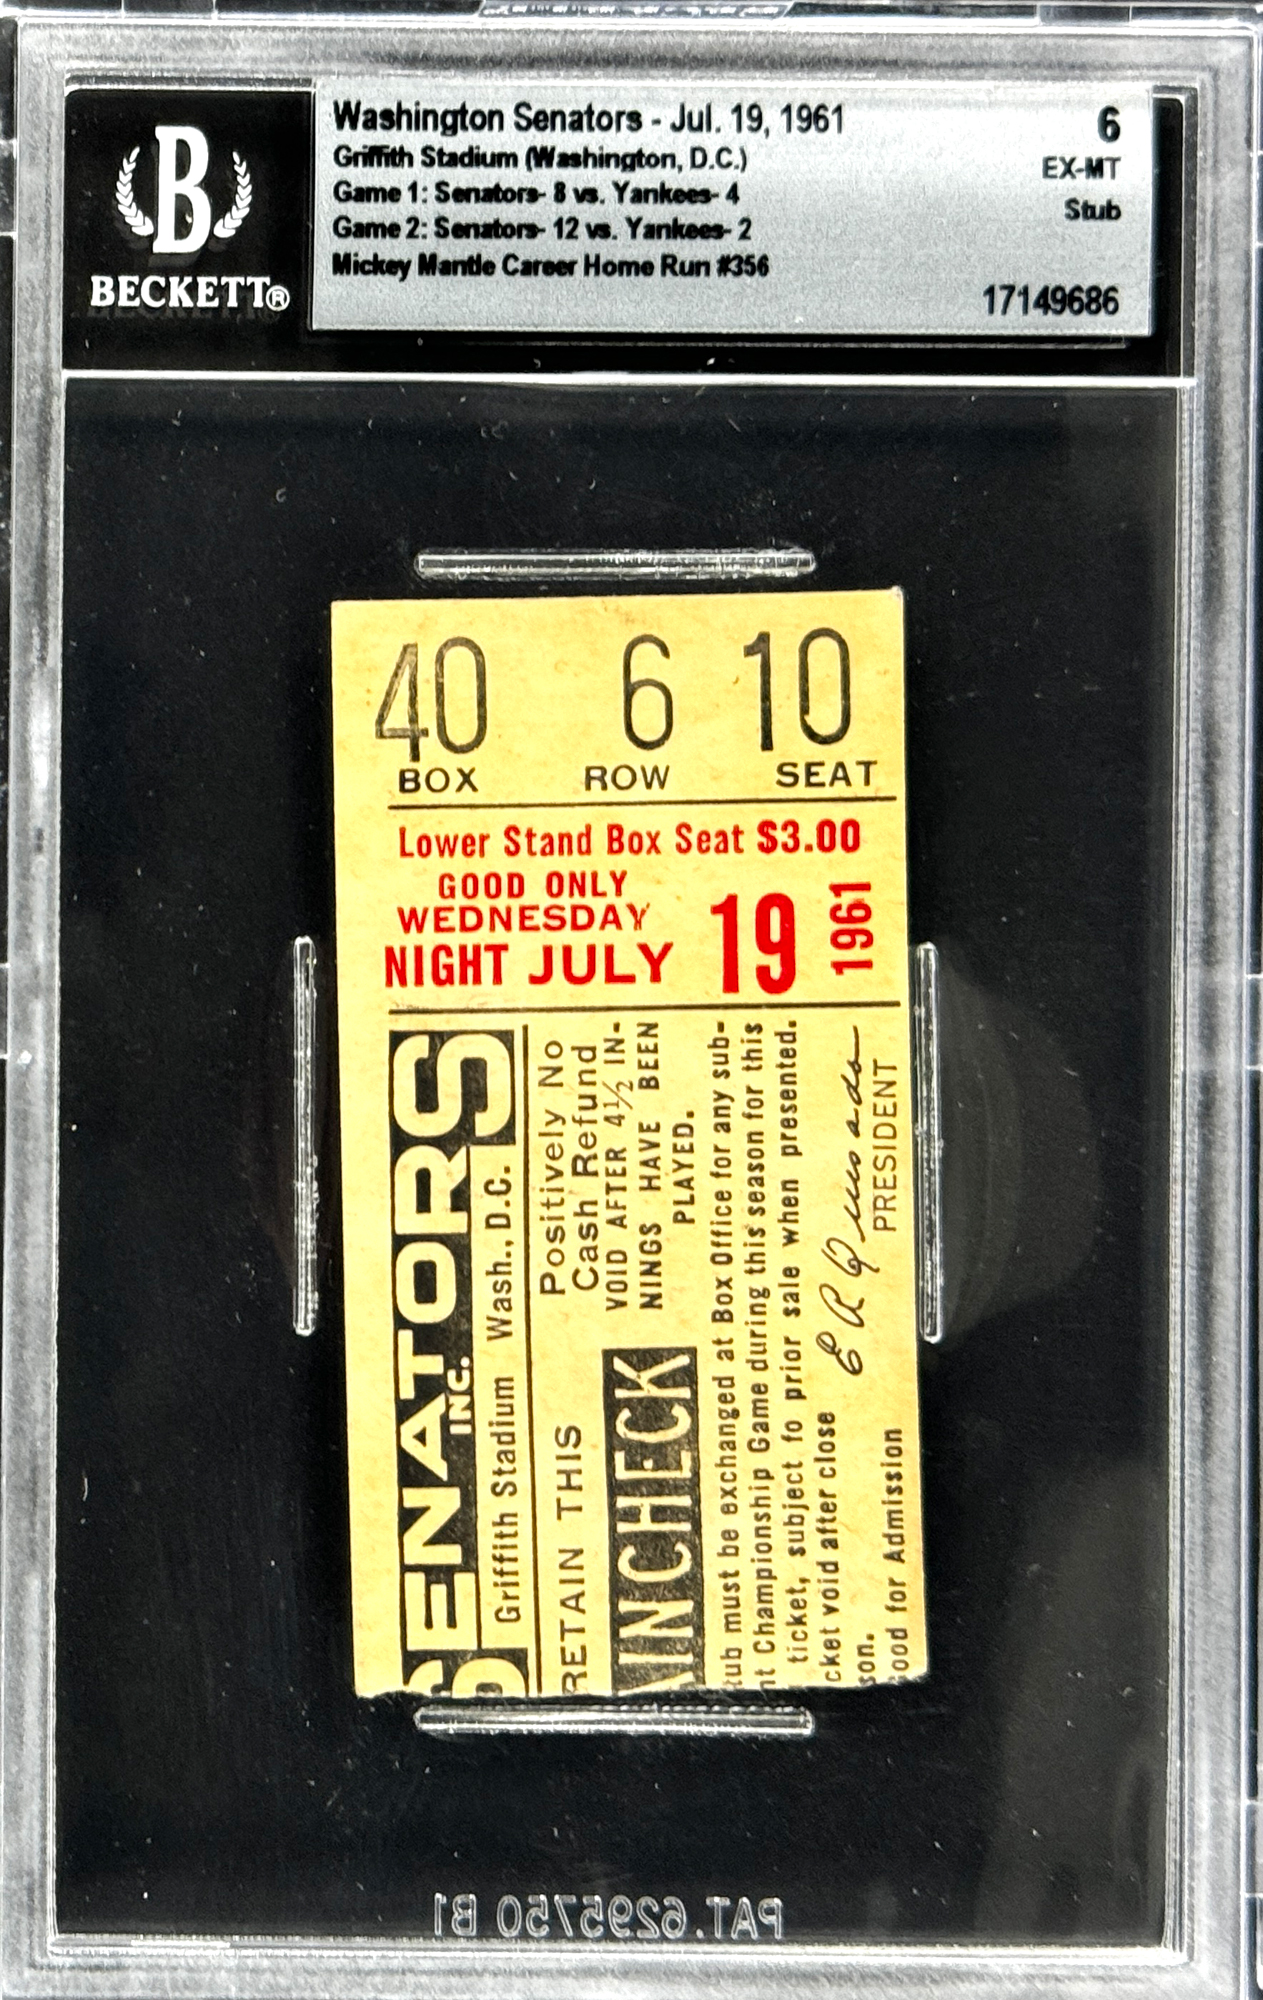 B
BECKETT®
Washington Senators - Jul. 19, 1961
Griffith Stadium (Washington, D.C.)
Game 1: Senators- 8 vs. Yankees- 4
Game 2: Senators- 12 vs. Yankees- 2
Mickey Mantle Career Home Run #356
6
EX-MT
Stub
17149686
40 6 10
BOX ROW SEAT
Lower Stand Box Seat $3.00
GOOD ONLY
WEDNESDAY
NIGHT JULY 19 1961
SENATORS
INC.
Griffith Stadium Wash., D.C.
RETAIN THIS
AINCHECK
Positively No
Cash Refund
VOID AFTER 4½ IN-
NINGS HAVE BEEN
PLAYED.
tub must be exchanged at Box Office for any sub-
nt Championship Game during this season for this
ticket, subject to prior sale when presented.
cket void after close
son.
ood for Admission
PRESIDENT
PAT.6295750 B1